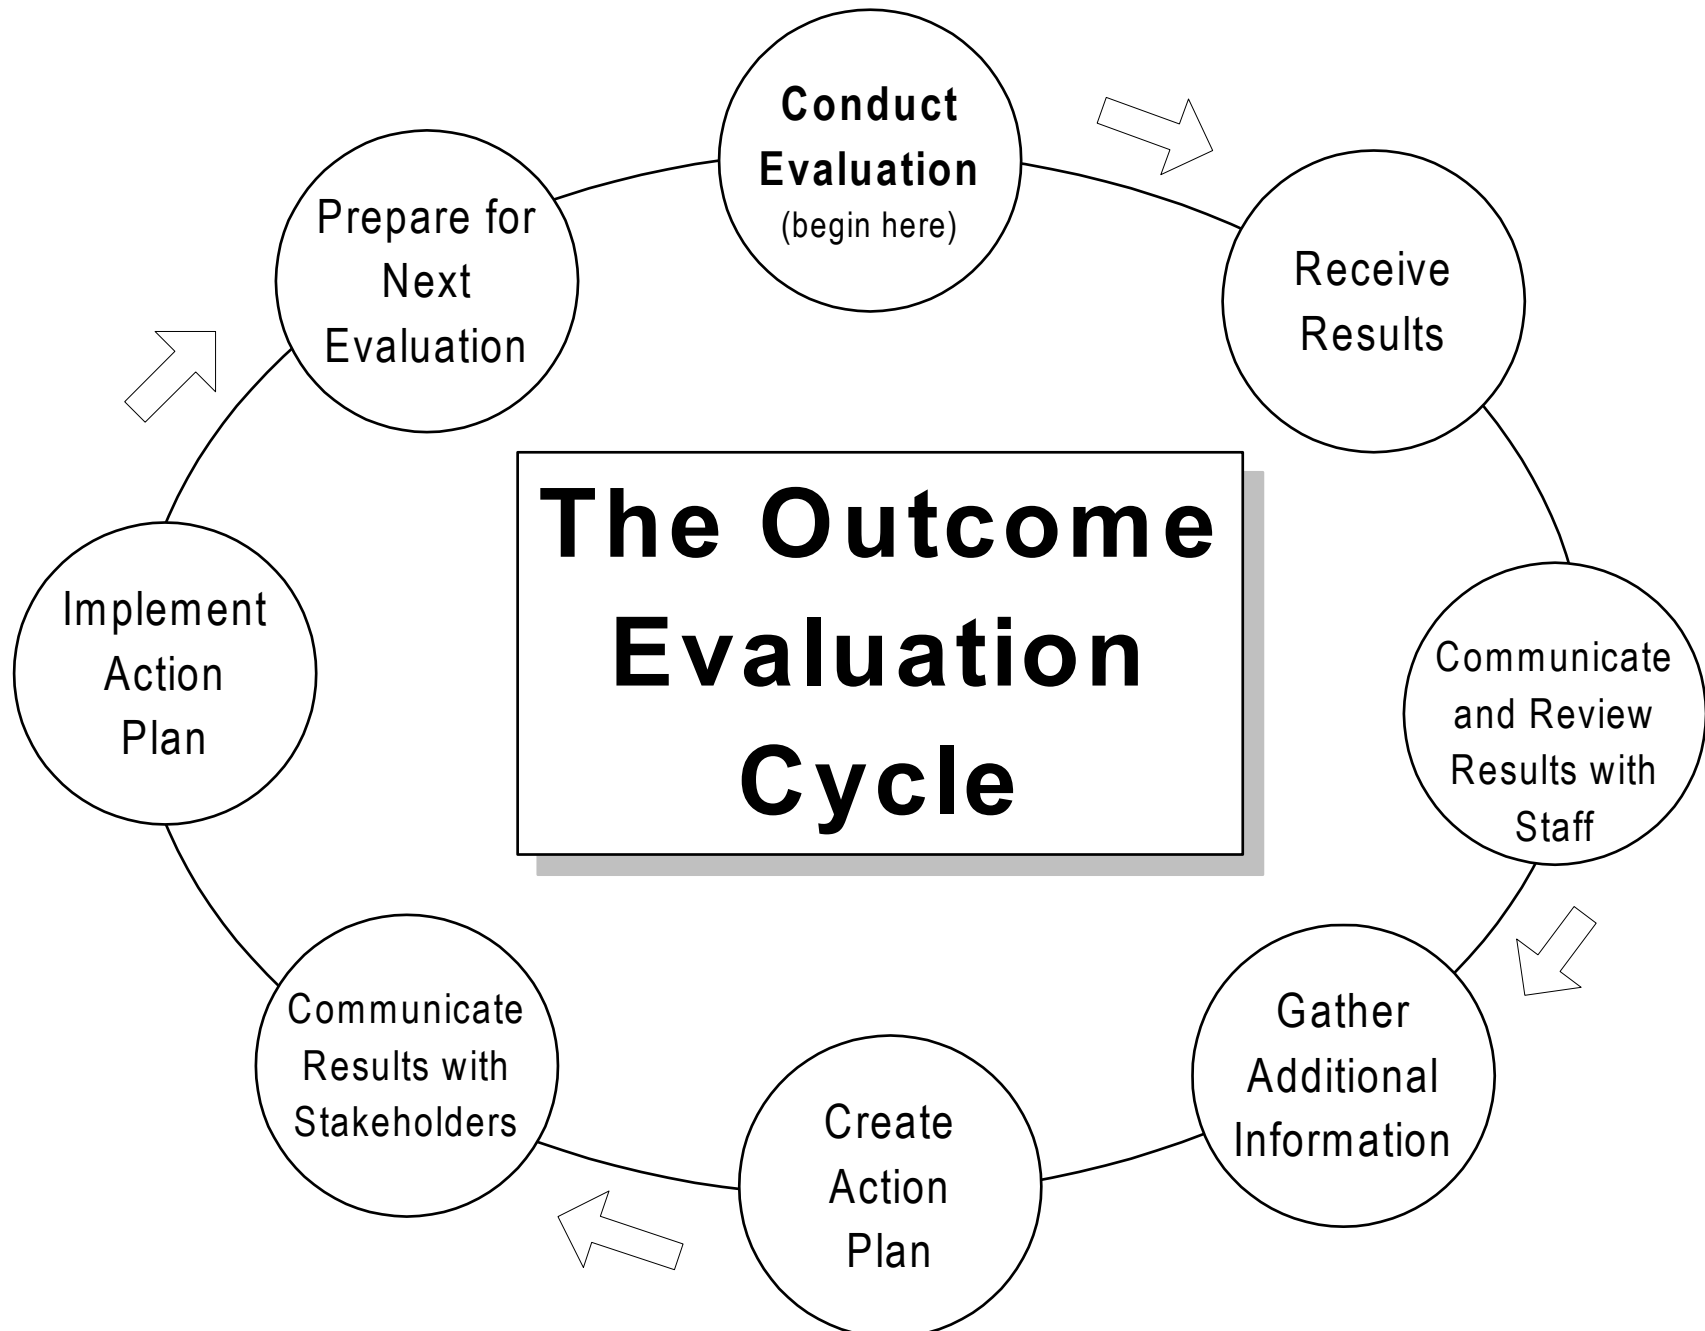 Conduct
Evaluation
(begin here)
Receive
Results
Communicate
and Review
Results with
Staff
Gather
Additional
Information
Create
Action
Plan
Communicate
Results with
Stakeholders
Implement
Action
Plan
Prepare for
Next
Evaluation
The Outcome
Evaluation
Cycle